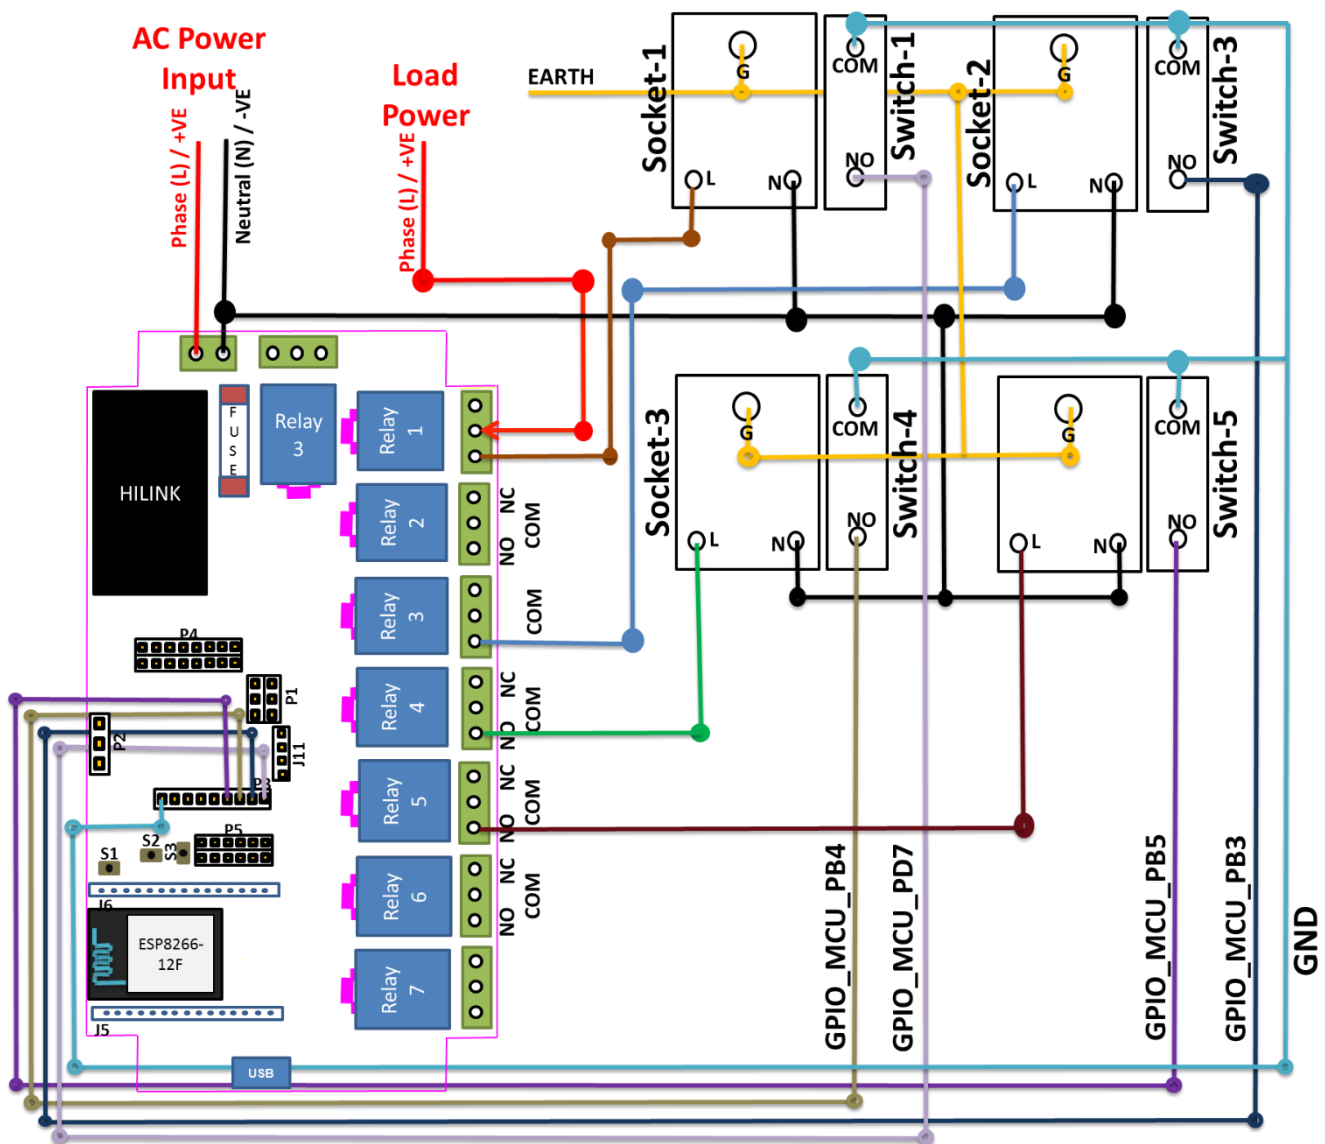 AC Power
Input
Load
Power
EARTH
Phase (L) / +VE
Neutral (N) / -VE
Phase (L) / +VE
Socket-1
G
L
N
COM
NO
Switch-1
Socket-2
G
L
N
COM
NO
Switch-3
HILINK
FUSE
Relay
3
Relay
1
Relay
2
NC
COM
NO
Relay
3
COM
Relay
4
NC
COM
NO
Relay
5
NC
COM
NO
Relay
6
NC
COM
NO
Relay
7
Socket-3
G
L
N
COM
NO
Switch-4
G
L
N
COM
NO
Switch-5
P4
P1
P2
J11
P3
P5
S1
S2
S3
J6
ESP8266-
12F
J5
USB
GPIO_MCU_PB4
GPIO_MCU_PD7
GPIO_MCU_PB5
GPIO_MCU_PB3
GND